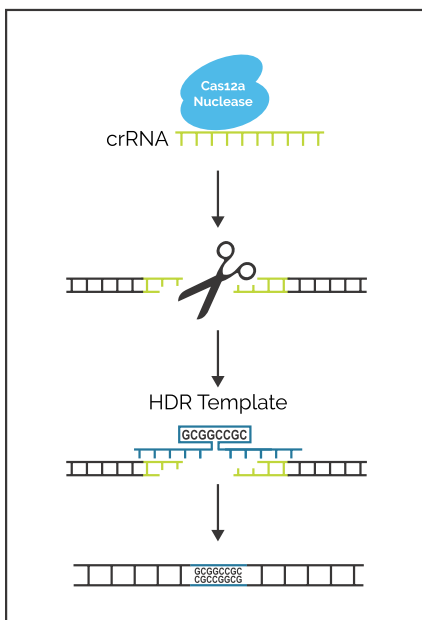 Cas12a
Nuclease
crRNA
HDR Template
GCGGCCGC
GCGGCCGC
CGCCGGCG